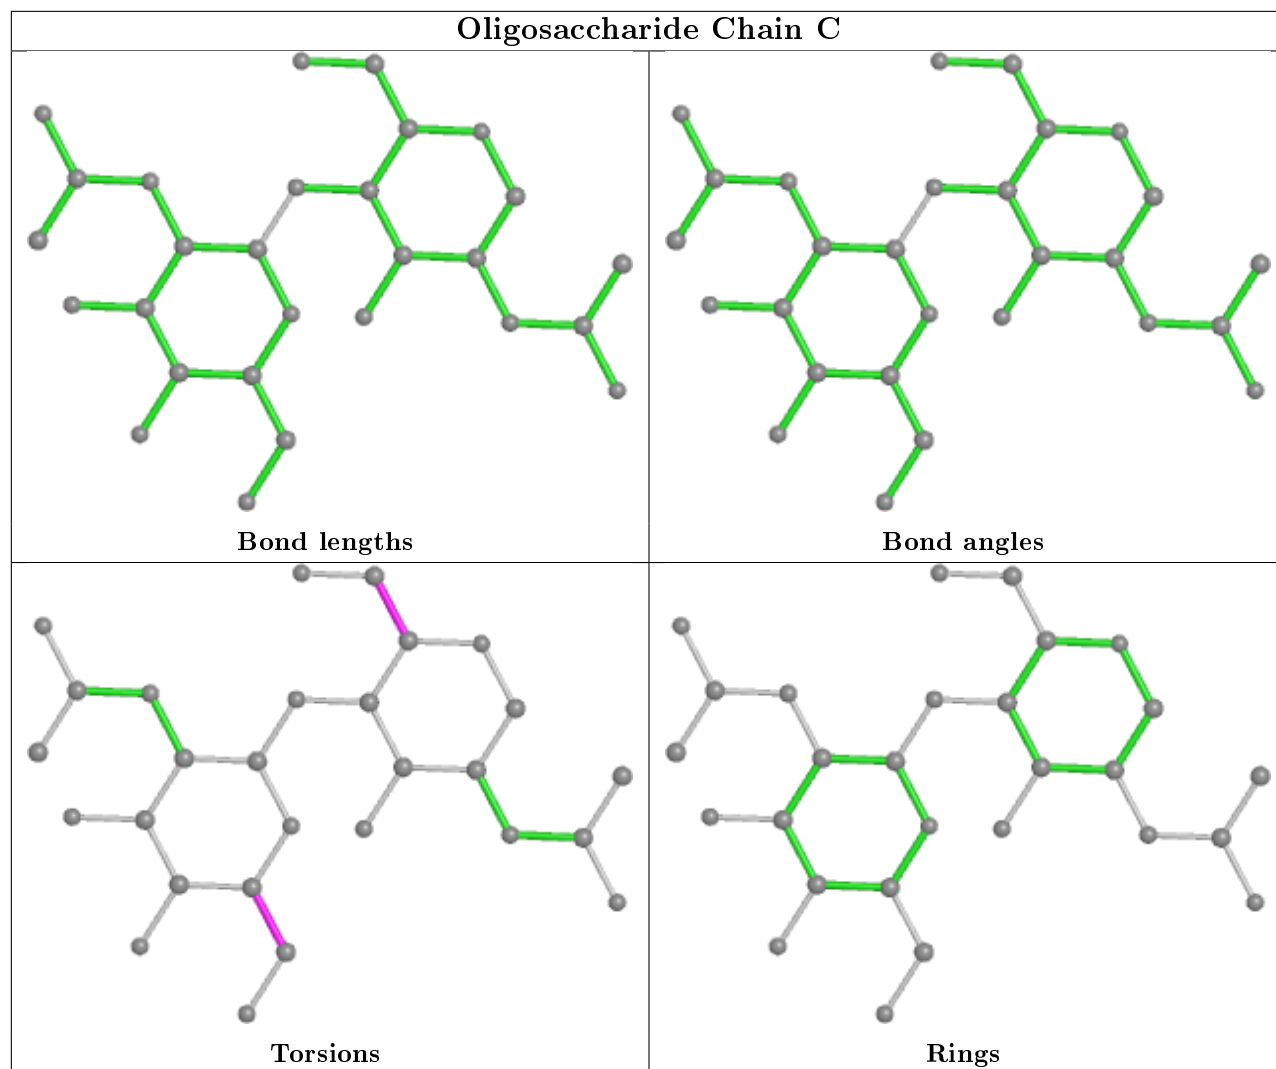 Oligosaccharide Chain C
Bond lengths
Bond angles
Torsions
Rings